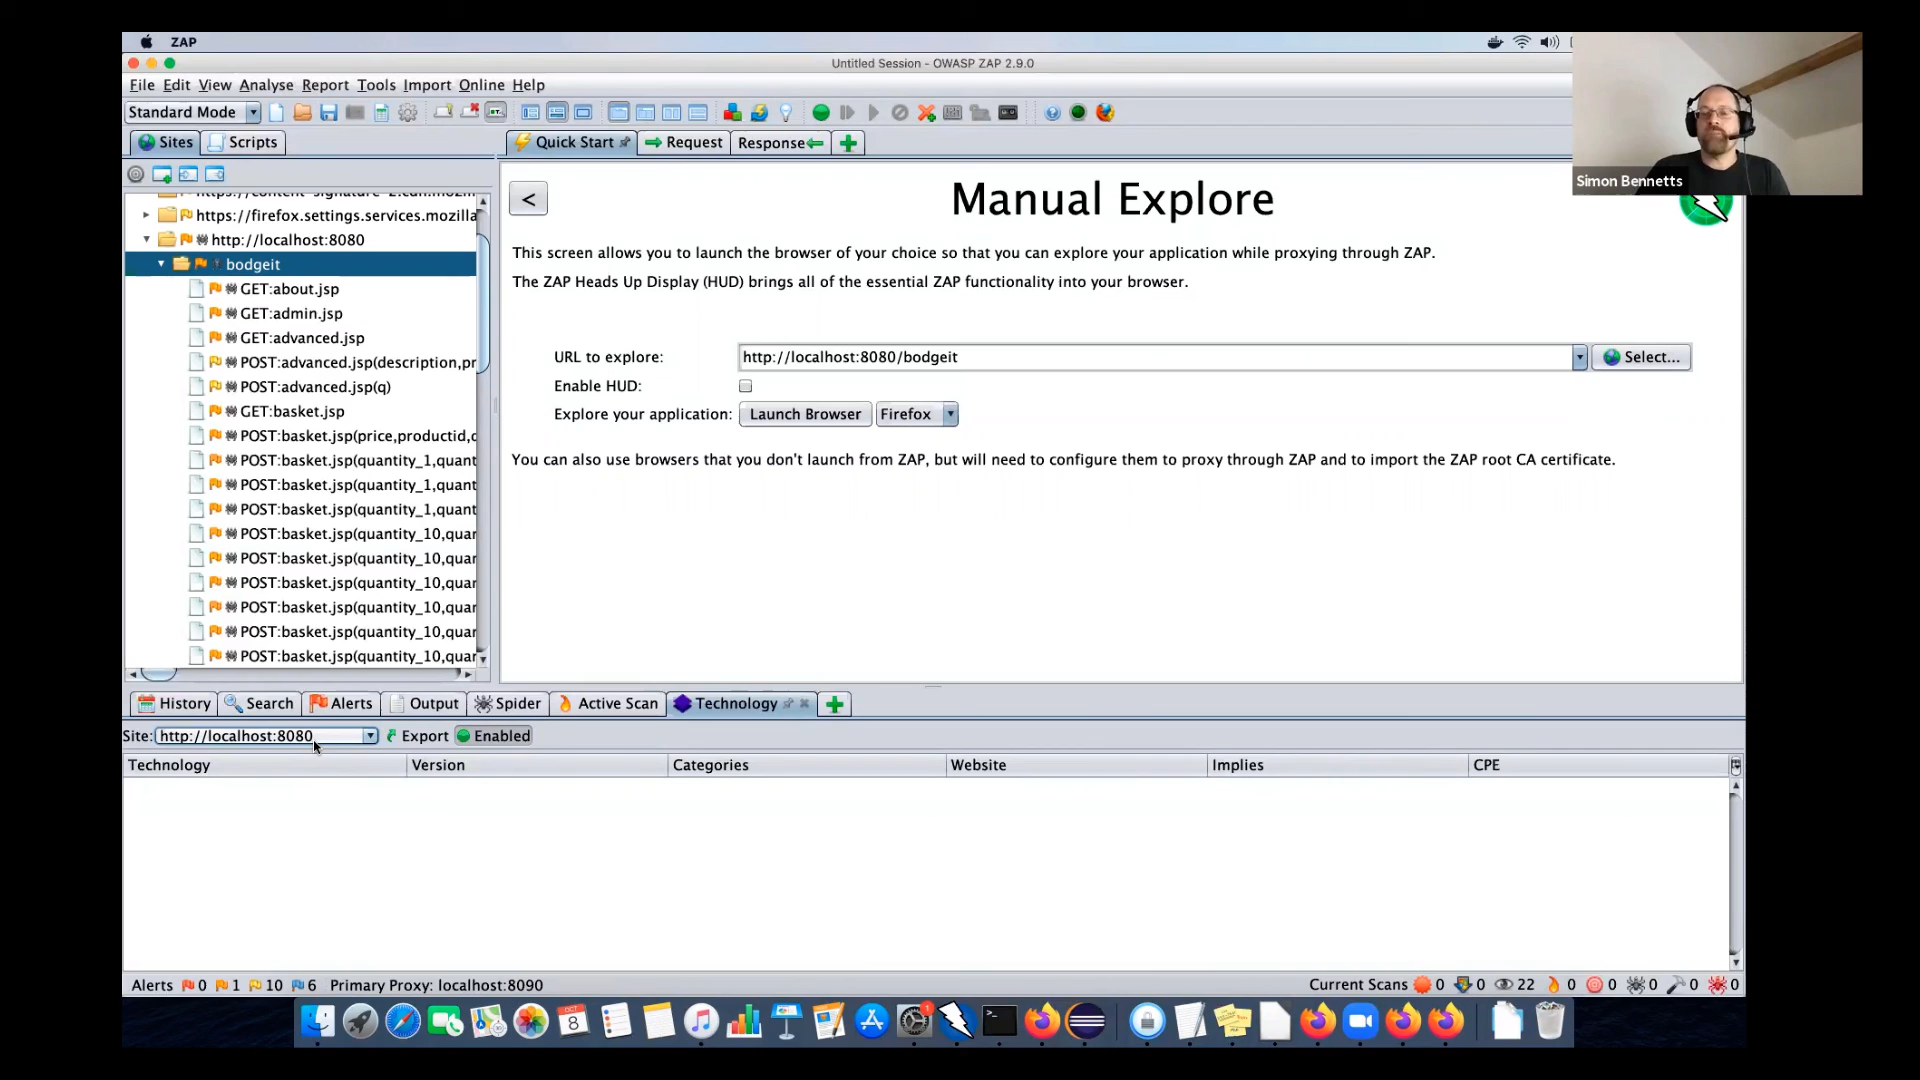 ZAP
Untitled Session - OWASP ZAP 2.9.0
File Edit View Analyse Report Tools Import Online Help
Standard Mode
Sites Scripts
Quick Start Request Response
Simon Bennetts
https://firefox.settings.services.mozilla
http://localhost:8080
bodgeit
GET:about.jsp
GET:admin.jsp
GET:advanced.jsp
POST:advanced.jsp(description,pr
POST:advanced.jsp(q)
GET:basket.jsp
POST:basket.jsp(price,productid,q
POST:basket.jsp(quantity_1,quant
POST:basket.jsp(quantity_1,quant
POST:basket.jsp(quantity_1,quant
POST:basket.jsp(quantity_10,quar
POST:basket.jsp(quantity_10,quar
POST:basket.jsp(quantity_10,quar
POST:basket.jsp(quantity_10,quar
POST:basket.jsp(quantity_10,quar
POST:basket.jsp(quantity_10,quar
<
Manual Explore
This screen allows you to launch the browser of your choice so that you can explore your application while proxying through ZAP.
The ZAP Heads Up Display (HUD) brings all of the essential ZAP functionality into your browser.
URL to explore: http://localhost:8080/bodgeit Select...
Enable HUD:
Explore your application: Launch Browser Firefox
You can also use browsers that you don't launch from ZAP, but will need to configure them to proxy through ZAP and to import the ZAP root CA certificate.
History Search Alerts Output Spider Active Scan Technology
Site: http://localhost:8080 Export Enabled
Technology Version Categories Website Implies CPE
Alerts 0 1 10 6 Primary Proxy: localhost:8090
Current Scans 0 0 22 0 0 0 0 0
OCT
8
1